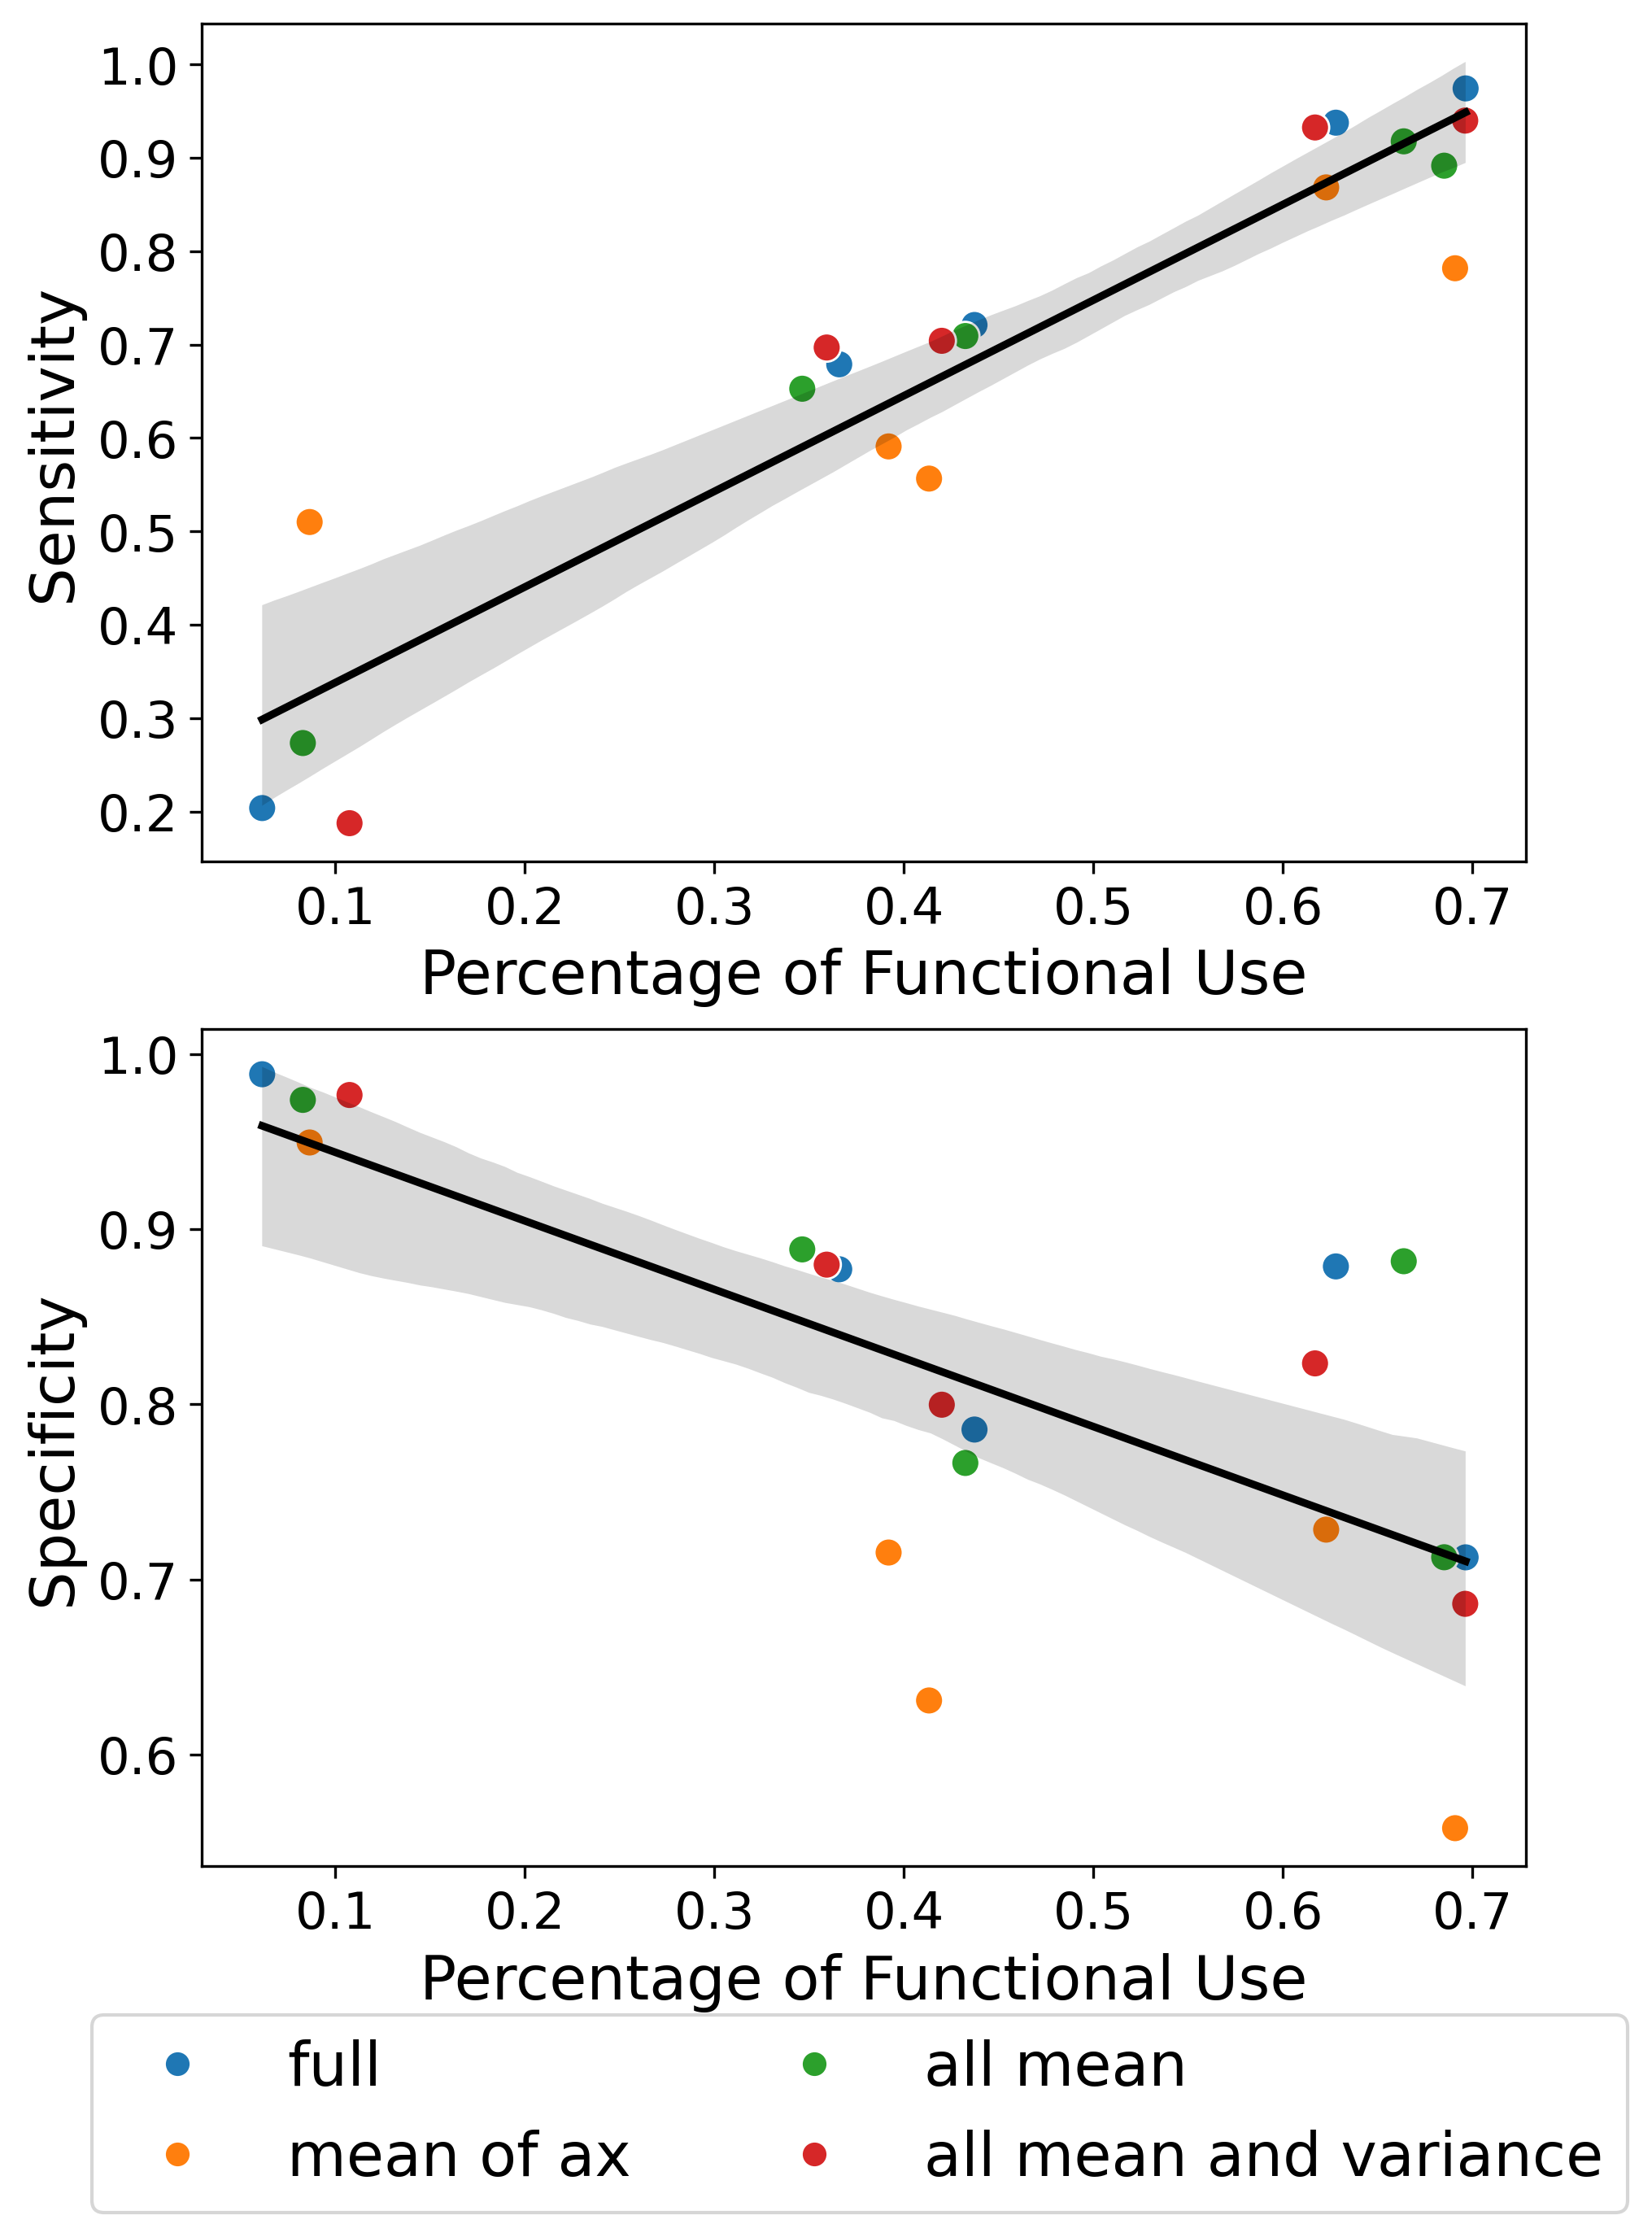 1.0
0.9
0.8
0.7
0.6
0.5
0.4
0.3
0.2
Sensitivity
0.1 0.2 0.3 0.4 0.5 0.6 0.7
Percentage of Functional Use
1.0
0.9
0.8
0.7
0.6
Specificity
0.1 0.2 0.3 0.4 0.5 0.6 0.7
Percentage of Functional Use
full
mean of ax
all mean
all mean and variance